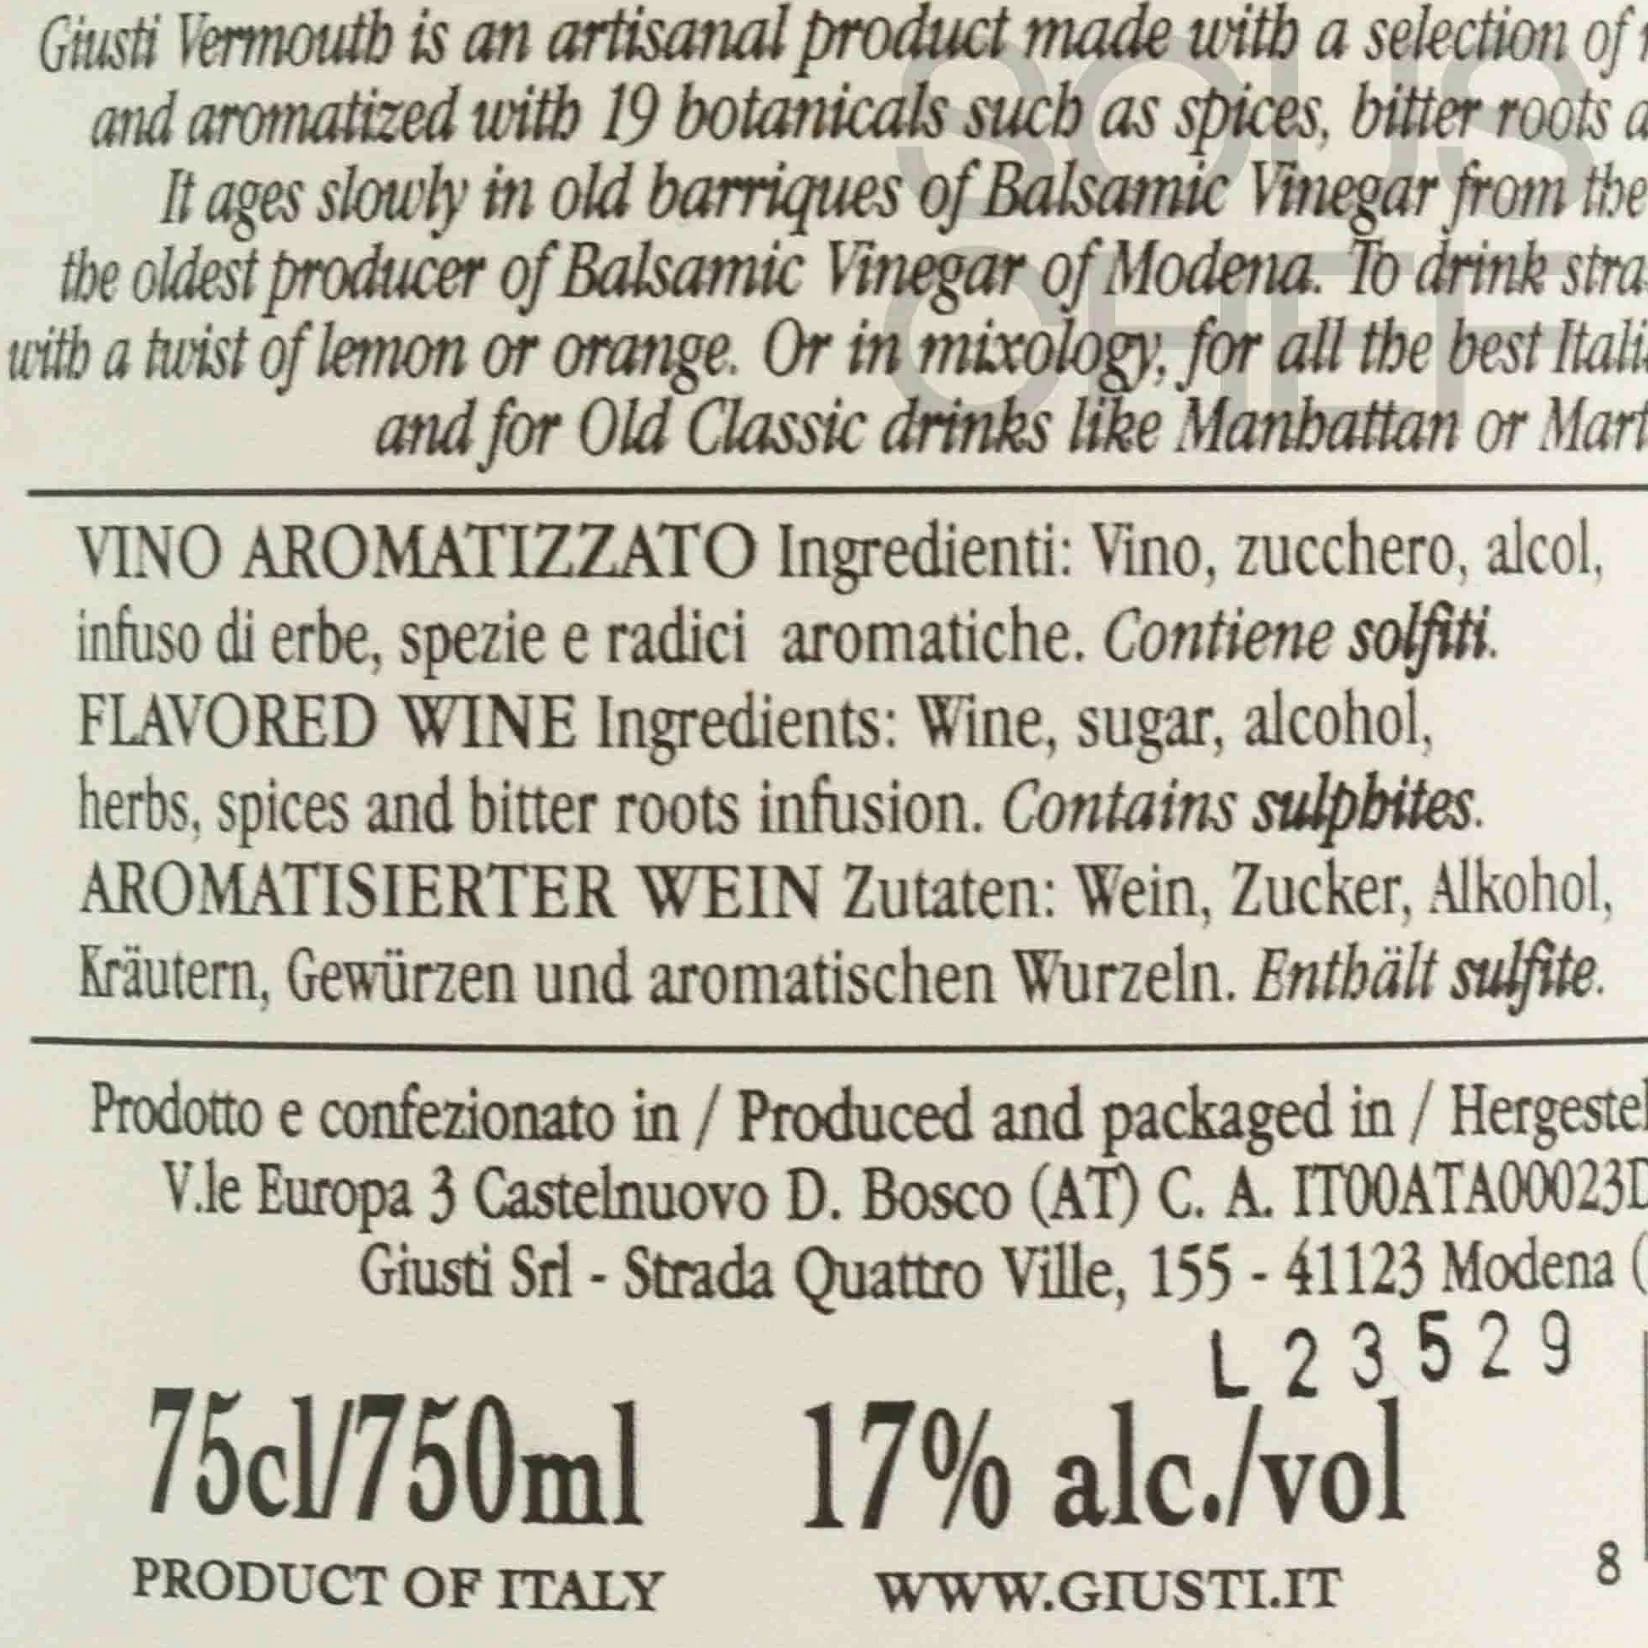 Giusti Vermouth is an artisanal product made with a selection of
and aromatized with 19 botanicals such as spices, bitter roots
It ages slowly in old barriques of Balsamic Vinegar from the
the oldest producer of Balsamic Vinegar of Modena. To drink stra
with a twist of lemon or orange. Or in mixology, for all the best Itali
and for Old Classic drinks like Manhattan or Mart
SOUS
CHEF
VINO AROMATIZZATO Ingredienti: Vino, zucchero, alcol,
infuso di erbe, spezie e radici aromatiche. Contiene solfiti.
FLAVORED WINE Ingredients: Wine, sugar, alcohol,
herbs, spices and bitter roots infusion. Contains sulphites.
AROMATISIERTER WEIN Zutaten: Wein, Zucker, Alkohol,
Kräutern, Gewürzen und aromatischen Wurzeln. Enthält sulfite.
Prodotto e confezionato in / Produced and packaged in / Hergestel
V.le Europa 3 Castelnuovo D. Bosco (AT) C. A. IT00ATA00023D
Giusti Srl - Strada Quattro Ville, 155 - 41123 Modena (
L23529
75cl/750ml 17% alc./vol
PRODUCT OF ITALY WWW.GIUSTI.IT
8